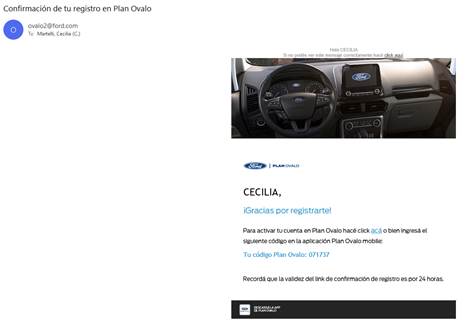 Confirmación de tu registro en Plan Ovalo
ovalo2@ford.com
To: Martelli, Cecilia (C.)
Hola CECILIA
Si no podés ver este mensaje correctamente hacé click aquí
Ford
Ford | PLAN OVALO
CECILIA,
¡Gracias por registrarte!
Para activar tu cuenta en Plan Ovalo hacé click acá o bien ingresá el
siguiente código en la aplicación Plan Ovalo mobile:
Tu código Plan Ovalo: 071737
Recordá que la validez del link de confirmación de registro es por 24 horas.
DESCARGÁ LA APP
DE PLAN OVALO